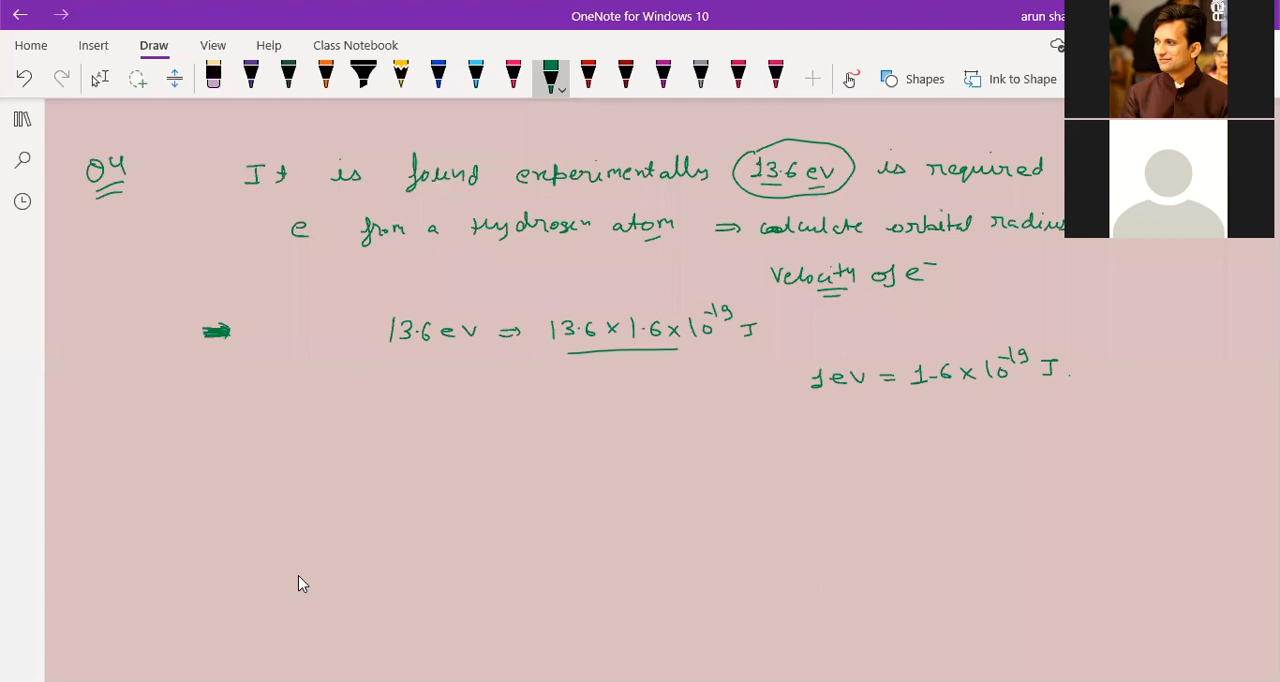 OneNote for Windows 10
arun sha
Home Insert Draw View Help Class Notebook
Shapes Ink to Shape
Q4 It is found experimentally 13.6 ev is required
e from a Hydrogen atom ⇒ calculate orbital radius
velocity of e⁻
13.6 ev ⇒ 13.6 × 1.6 × 10⁻¹⁹ J
1 ev = 1.6 × 10⁻¹⁹ J.